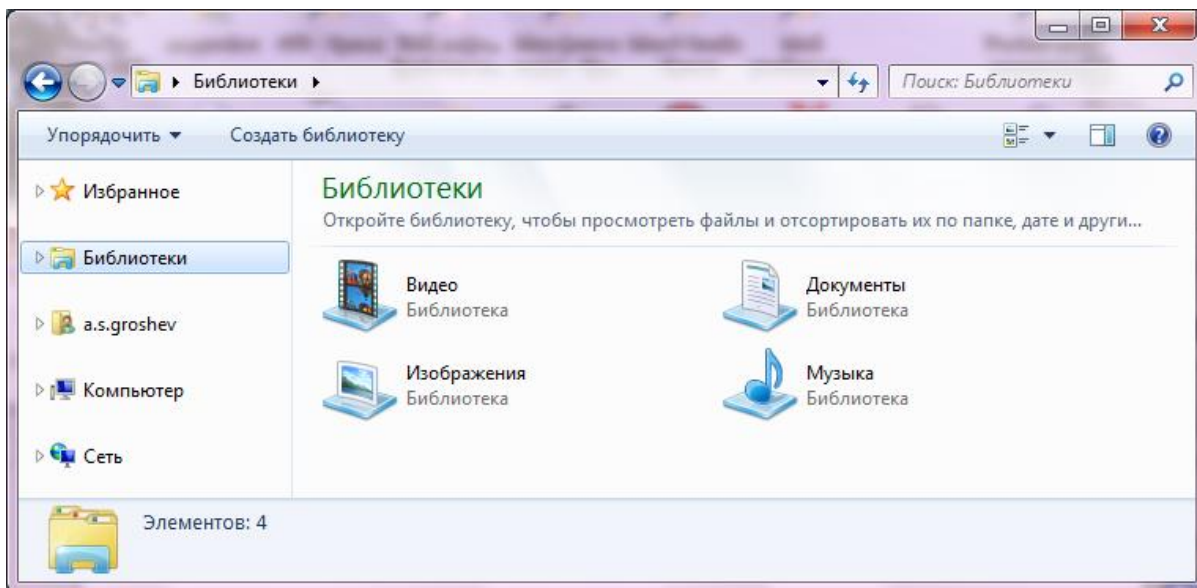 Библиотеки
Поиск: Библиотеки
Упорядочить
Создать библиотеку
Избранное
Библиотеки
a.s.groshev
Компьютер
Сеть
Библиотеки
Откройте библиотеку, чтобы просмотреть файлы и отсортировать их по папке, дате и други...
Видео
Библиотека
Документы
Библиотека
Изображения
Библиотека
Музыка
Библиотека
Элементов: 4